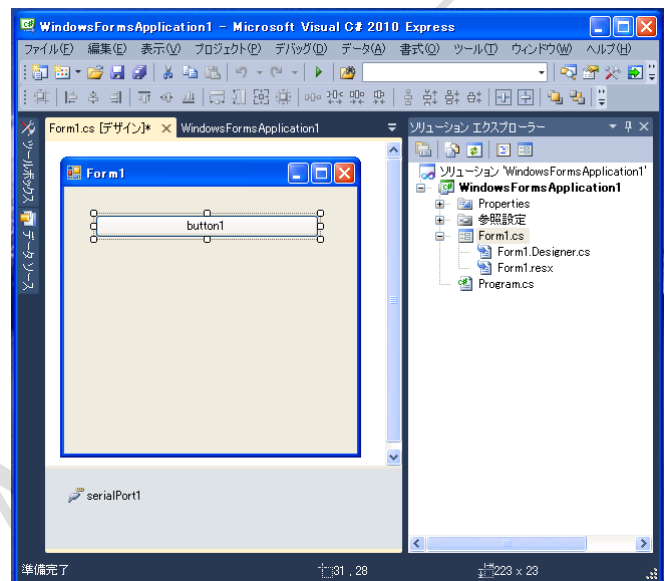 WindowsFormsApplication1 - Microsoft Visual C# 2010 Express
ファイル(F) 編集(E) 表示(V) プロジェクト(P) デバッグ(D) データ(A) 書式(O) ツール(T) ウィンドウ(W) ヘルプ(H)
Form1.cs [デザイン]* WindowsFormsApplication1
ソリューション エクスプローラー
ツールボックス
データソース
Form1
button1
serialPort1
ソリューション 'WindowsFormsApplication1'
WindowsFormsApplication1
Properties
参照設定
Form1.cs
Form1.Designer.cs
Form1.resx
Program.cs
準備完了 31 , 28 223 x 23